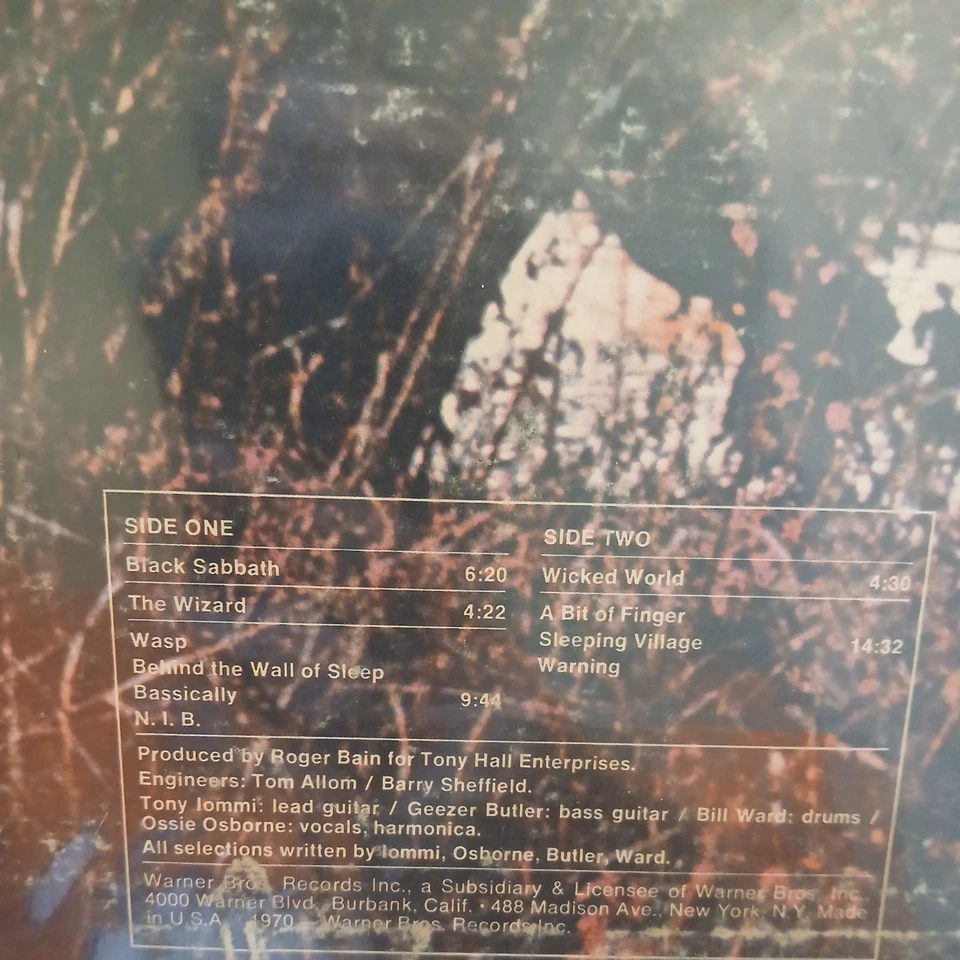 SIDE ONE
Black Sabbath 6:20
The Wizard 4:22
Wasp
Behind the Wall of Sleep
Bassically 9:44
N. I. B.
SIDE TWO
Wicked World 4:30
A Bit of Finger
Sleeping Village 14:32
Warning
Produced by Roger Bain for Tony Hall Enterprises.
Engineers: Tom Allom / Barry Sheffield.
Tony Iommi: lead guitar / Geezer Butler: bass guitar / Bill Ward: drums /
Ossie Osborne: vocals, harmonica.
All selections written by Iommi, Osborne, Butler, Ward.
Warner Bros. Records Inc., a Subsidiary & Licensee of Warner Bros. Inc.,
4000 Warner Blvd., Burbank, Calif. • 488 Madison Ave., New York, N.Y. Made
in U.S.A. 1970 Warner Bros. Records Inc.